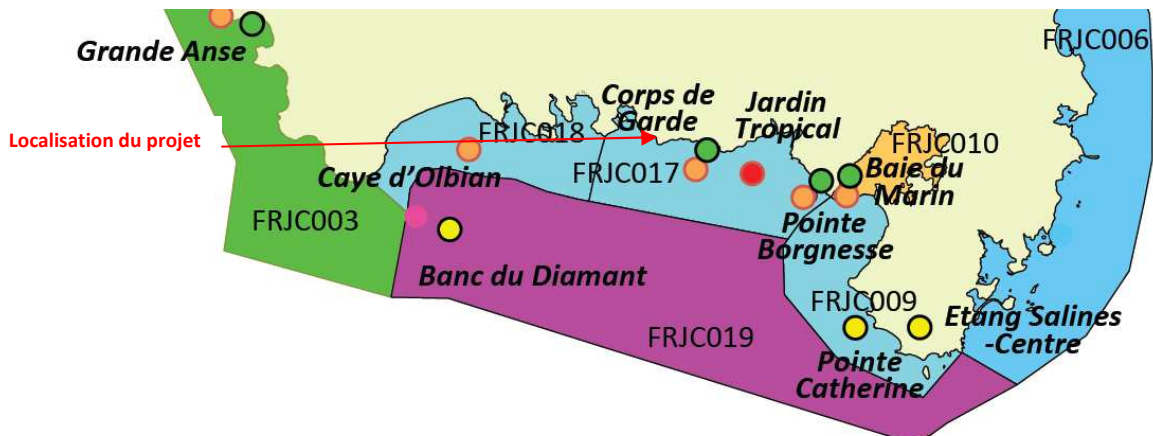 FRJC006
Grande Anse
Corps de
Garde
Jardin
Tropical
Localisation du projet
FRJC018
FRJC010
FRJC017
Caye d’Olbian
Baie du
Marin
FRJC003
Pointe
Borgnesse
Banc du Diamant
FRJC009
Etang Salines
-Centre
FRJC019
Pointe
Catherine